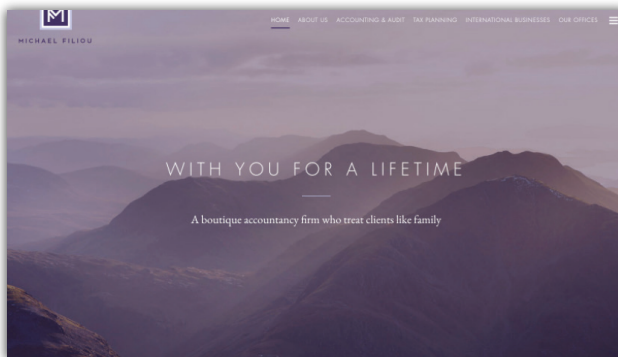 M
MICHAEL FILIOU
HOME ABOUT US ACCOUNTING & AUDIT TAX PLANNING INTERNATIONAL BUSINESSES OUR OFFICES
WITH YOU FOR A LIFETIME
A boutique accountancy firm who treat clients like family